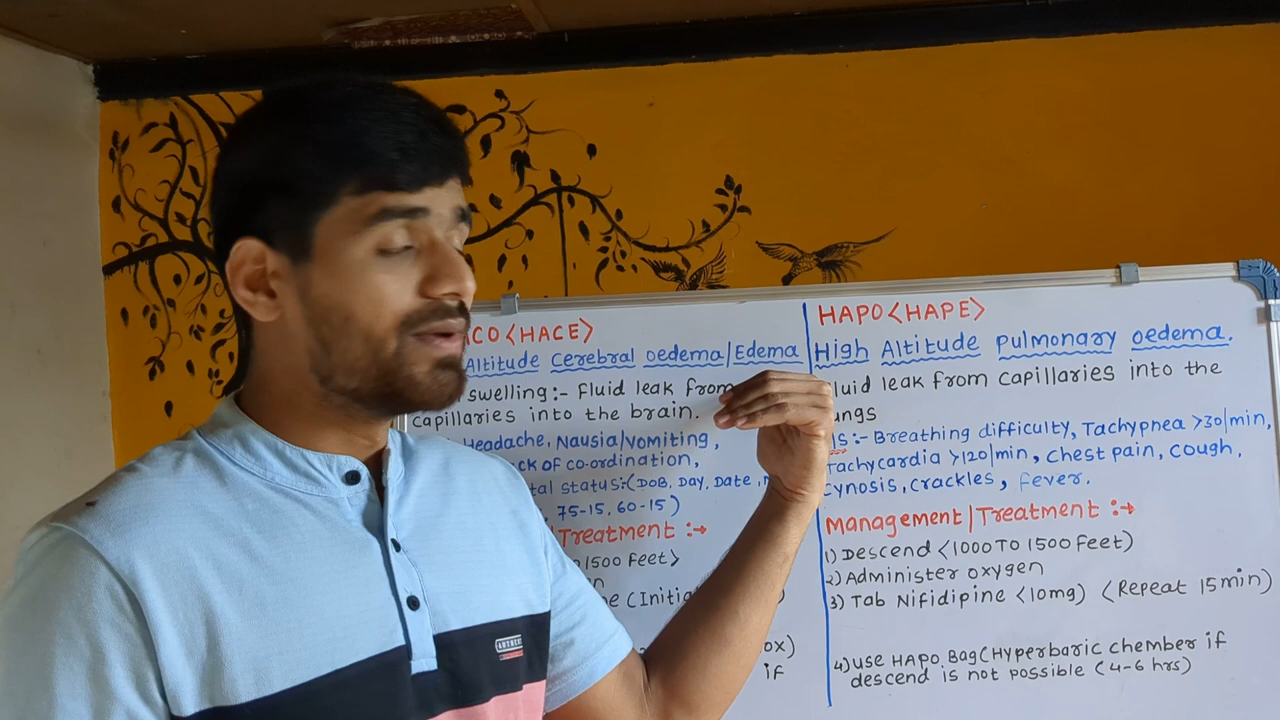 CO <HACE>
Altitude Cerebral oedema/Edema
swelling:- Fluid leak from
capillaries into the brain.
Headache, Nausia/vomiting,
ck of co-ordination,
tal status:-(DOB, Day, Date,
75-15, 60-15)
/Treatment :→
1500 feet>
e (Initia
ox)
if
HAPO <HAPE>
High Altitude pulmonary oedema.
luid leak from capillaries into the
ungs
:- Breathing difficulty, Tachypnea >30/min,
Tachycardia >120/min, chest pain, cough,
Cynosis, crackles, fever.
Management/Treatment :→
1) Descend <1000 TO 1500 Feet)
2) Administer oxygen
3) Tab Nifidipine <10mg) <Repeat 15min)
4) use HAPO Bag(Hyperbaric chember if
descend is not possible (4-6 hrs)
AUTHEN